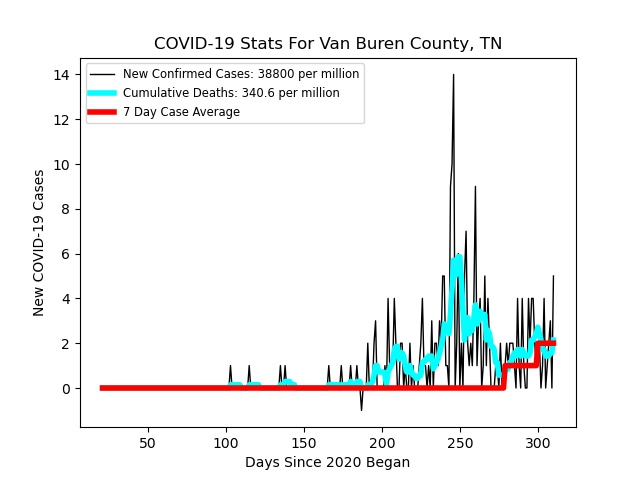 COVID-19 Stats For Van Buren County, TN
New Confirmed Cases: 38800 per million
Cumulative Deaths: 340.6 per million
7 Day Case Average
14
12
10
8
6
4
2
0
New COVID-19 Cases
50 100 150 200 250 300
Days Since 2020 Began